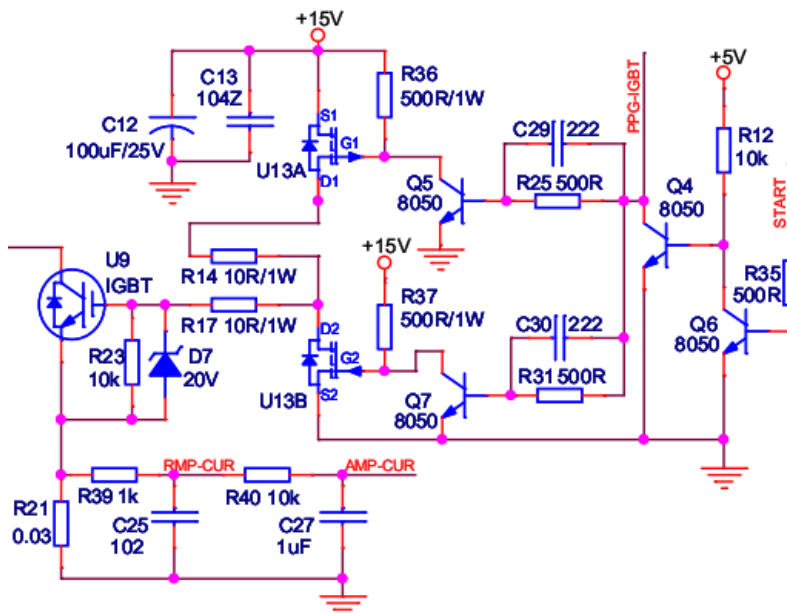 +15V
C13
104Z
R36
500R/1W
+5V
C12
100uF/25V
S1
G1
U13A
D1
Q5
8050
C29 222
R25 500R
PPG-IGBT
Q4
8050
R12
10k
START
+15V
U9
IGBT
R14 10R/1W
R17 10R/1W
R37
500R/1W
R35
500R
D2
G2
S2
U13B
C30 222
R31 500R
Q6
8050
R23
10k
D7
20V
Q7
8050
RMP-CUR
AMP-CUR
R39 1k
R40 10k
R21
0.03
C25
102
C27
1uF